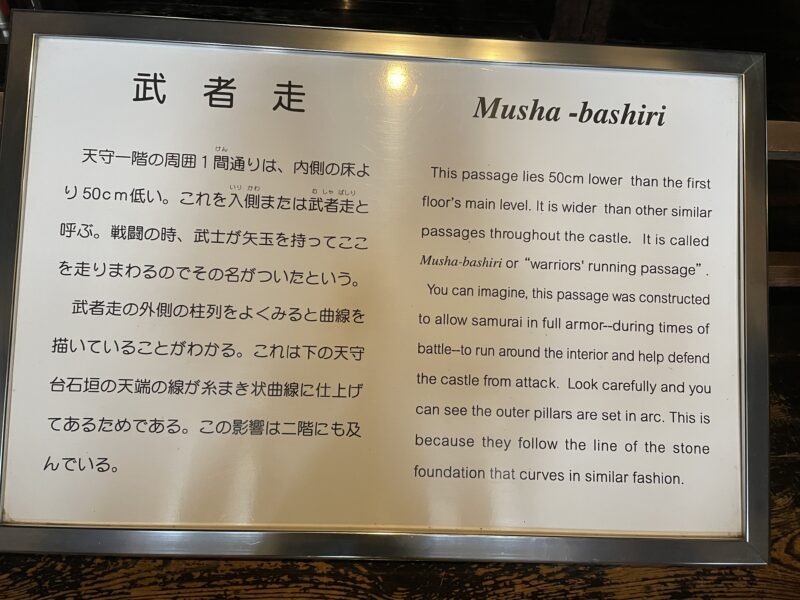 武者走
天守一階の周囲1間通りは、内側の床よ
り50cm低い。これを入側または武者走と
呼ぶ。戦闘の時、武士が矢玉を持ってここ
を走りまわるのでその名がついたという。
武者走の外側の柱列をよくみると曲線を
描いていることがわかる。これは下の天守
台石垣の天端の線が糸まき状曲線に仕上げ
てあるためである。この影響は二階にも及
んでいる。
けん
いり かわ
む しゃ ばしり
Musha -bashiri
This passage lies 50cm lower than the first
floor's main level. It is wider than other similar
passages throughout the castle. It is called
Musha-bashiri or “warriors' running passage” .
You can imagine, this passage was constructed
to allow samurai in full armor--during times of
battle--to run around the interior and help defend
the castle from attack. Look carefully and you
can see the outer pillars are set in arc. This is
because they follow the line of the stone
foundation that curves in similar fashion.